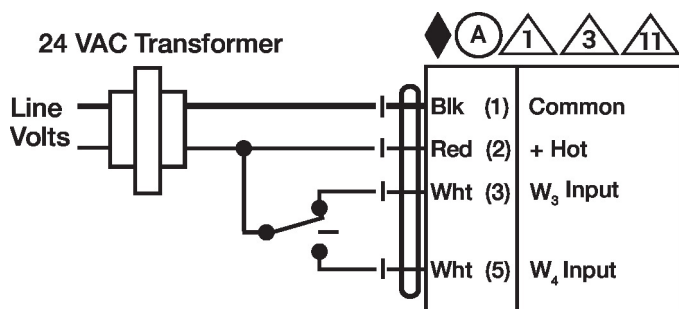 24 VAC Transformer
A 1 3 11
Line
Volts
Blk (1) Common
Red (2) + Hot
Wht (3) W₃ Input
Wht (5) W₄ Input